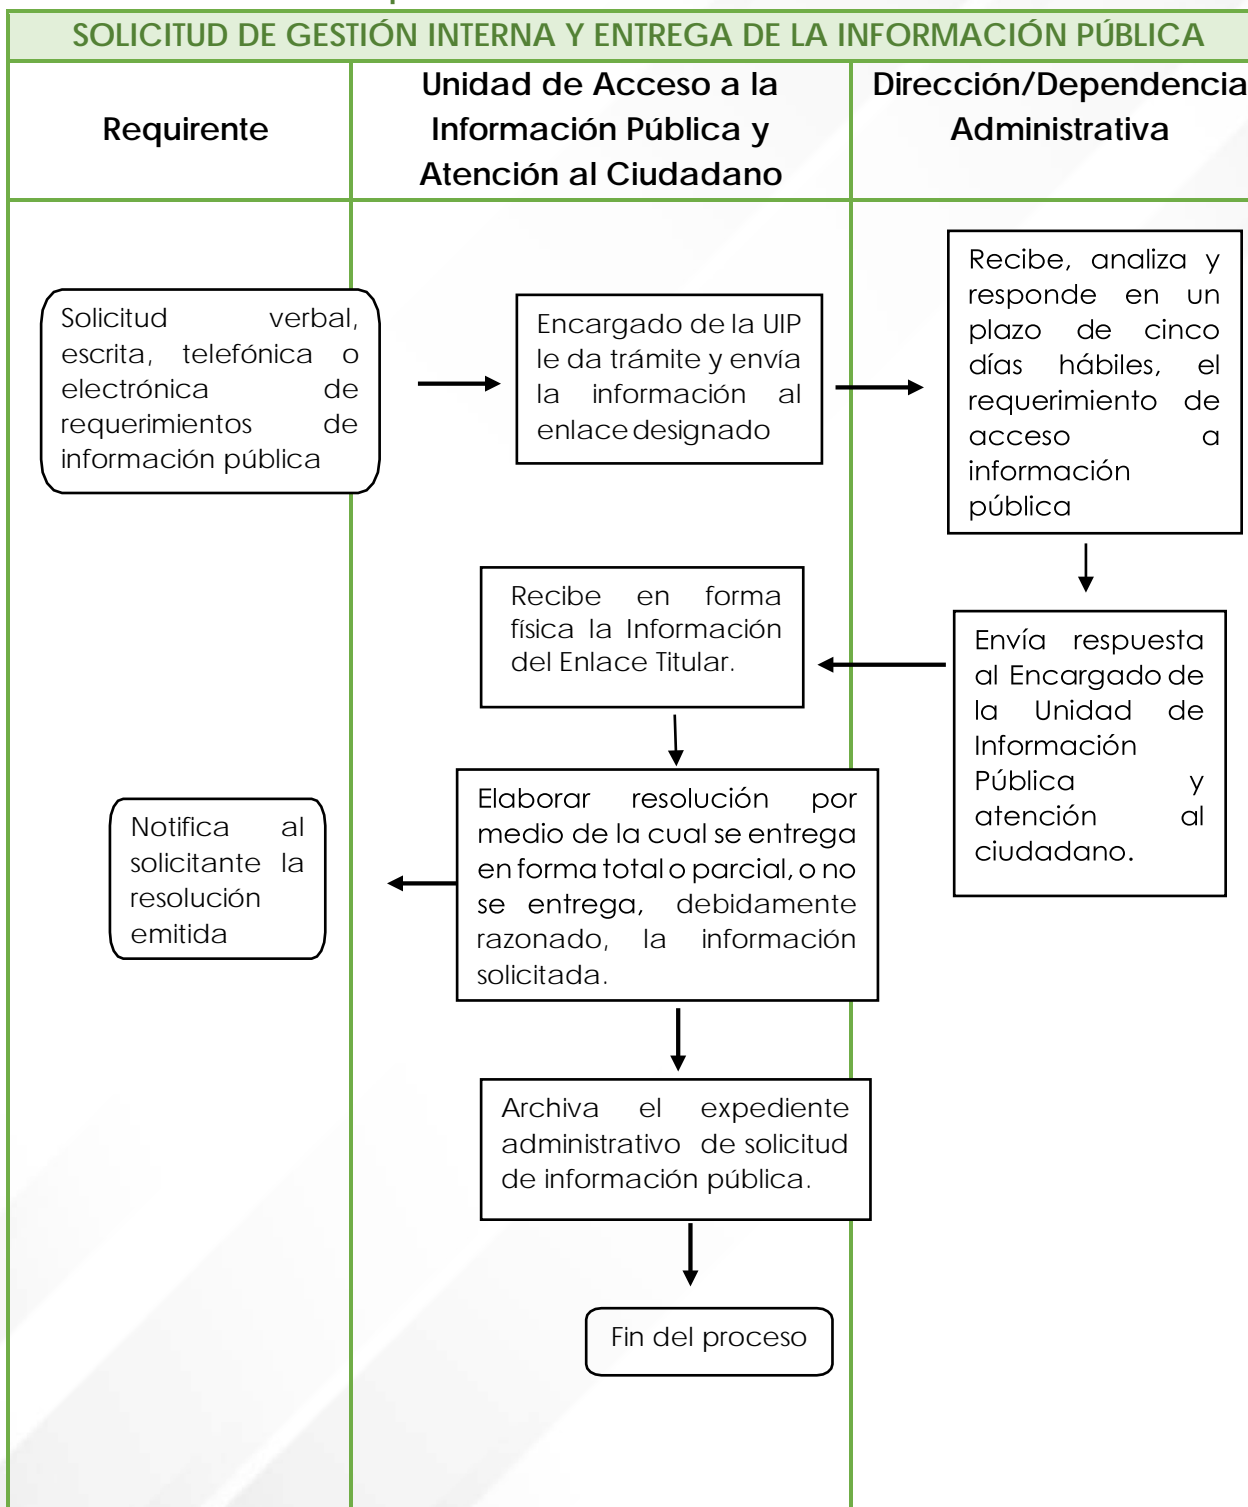 SOLICITUD DE GESTIÓN INTERNA Y ENTREGA DE LA INFORMACIÓN PÚBLICA
Requirente
Unidad de Acceso a la
Información Pública y
Atención al Ciudadano
Dirección/Dependencia
Administrativa
Solicitud verbal,
escrita, telefónica o
electrónica de
requerimientos de
información pública
Encargado de la UIP
le da trámite y envía
la información al
enlace designado
Recibe, analiza y
responde en un
plazo de cinco
días hábiles, el
requerimiento de
acceso a
información
pública
Recibe en forma
física la Información
del Enlace Titular.
Envía respuesta
al Encargado de
la Unidad de
Información
Pública y
atención al
ciudadano.
Elaborar resolución por
medio de la cual se entrega
en forma total o parcial, o no
se entrega, debidamente
razonado, la información
solicitada.
Notifica al
solicitante la
resolución
emitida
Archiva el expediente
administrativo de solicitud
de información pública.
Fin del proceso